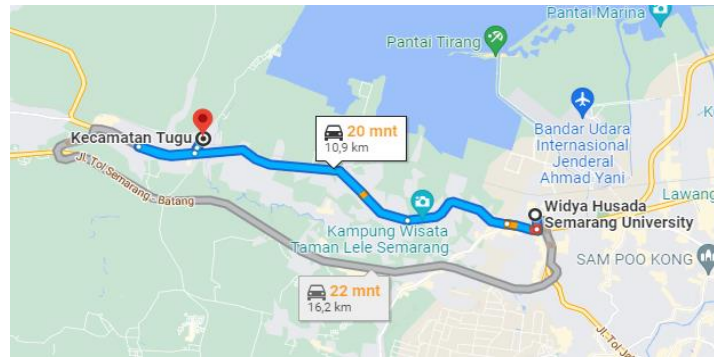 Pantai Marina
Pantai Tirang
Kecamatan Tugu
20 mnt
10,9 km
Bandar Udara
Internasional
Jenderal
Ahmad Yani
Jl. Tol Semarang - Batang
Widya Husada
Semarang University
Lawang
Kampung Wisata
Taman Lele Semarang
SAM POO KONG
22 mnt
16,2 km